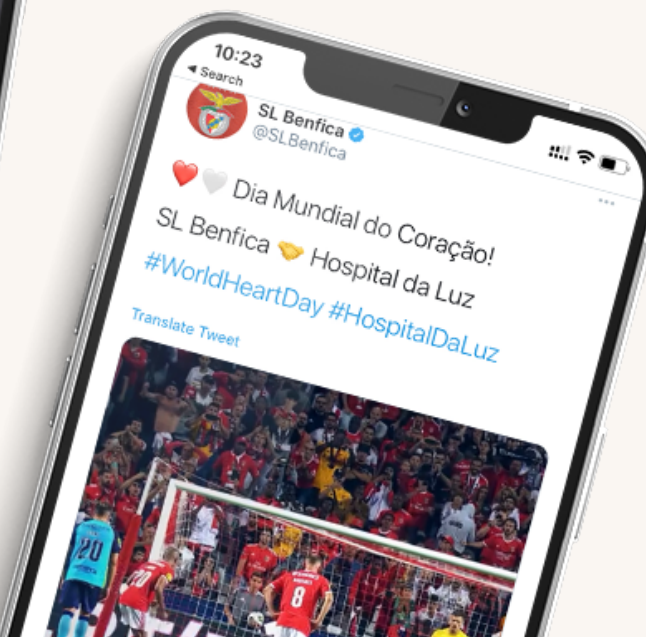 10:23
◀ Search
SL Benfica
@SLBenfica
❤️🤍 Dia Mundial do Coração!
SL Benfica 🤝 Hospital da Luz
#WorldHeartDay #HospitalDaLuz
Translate Tweet
20
20
8